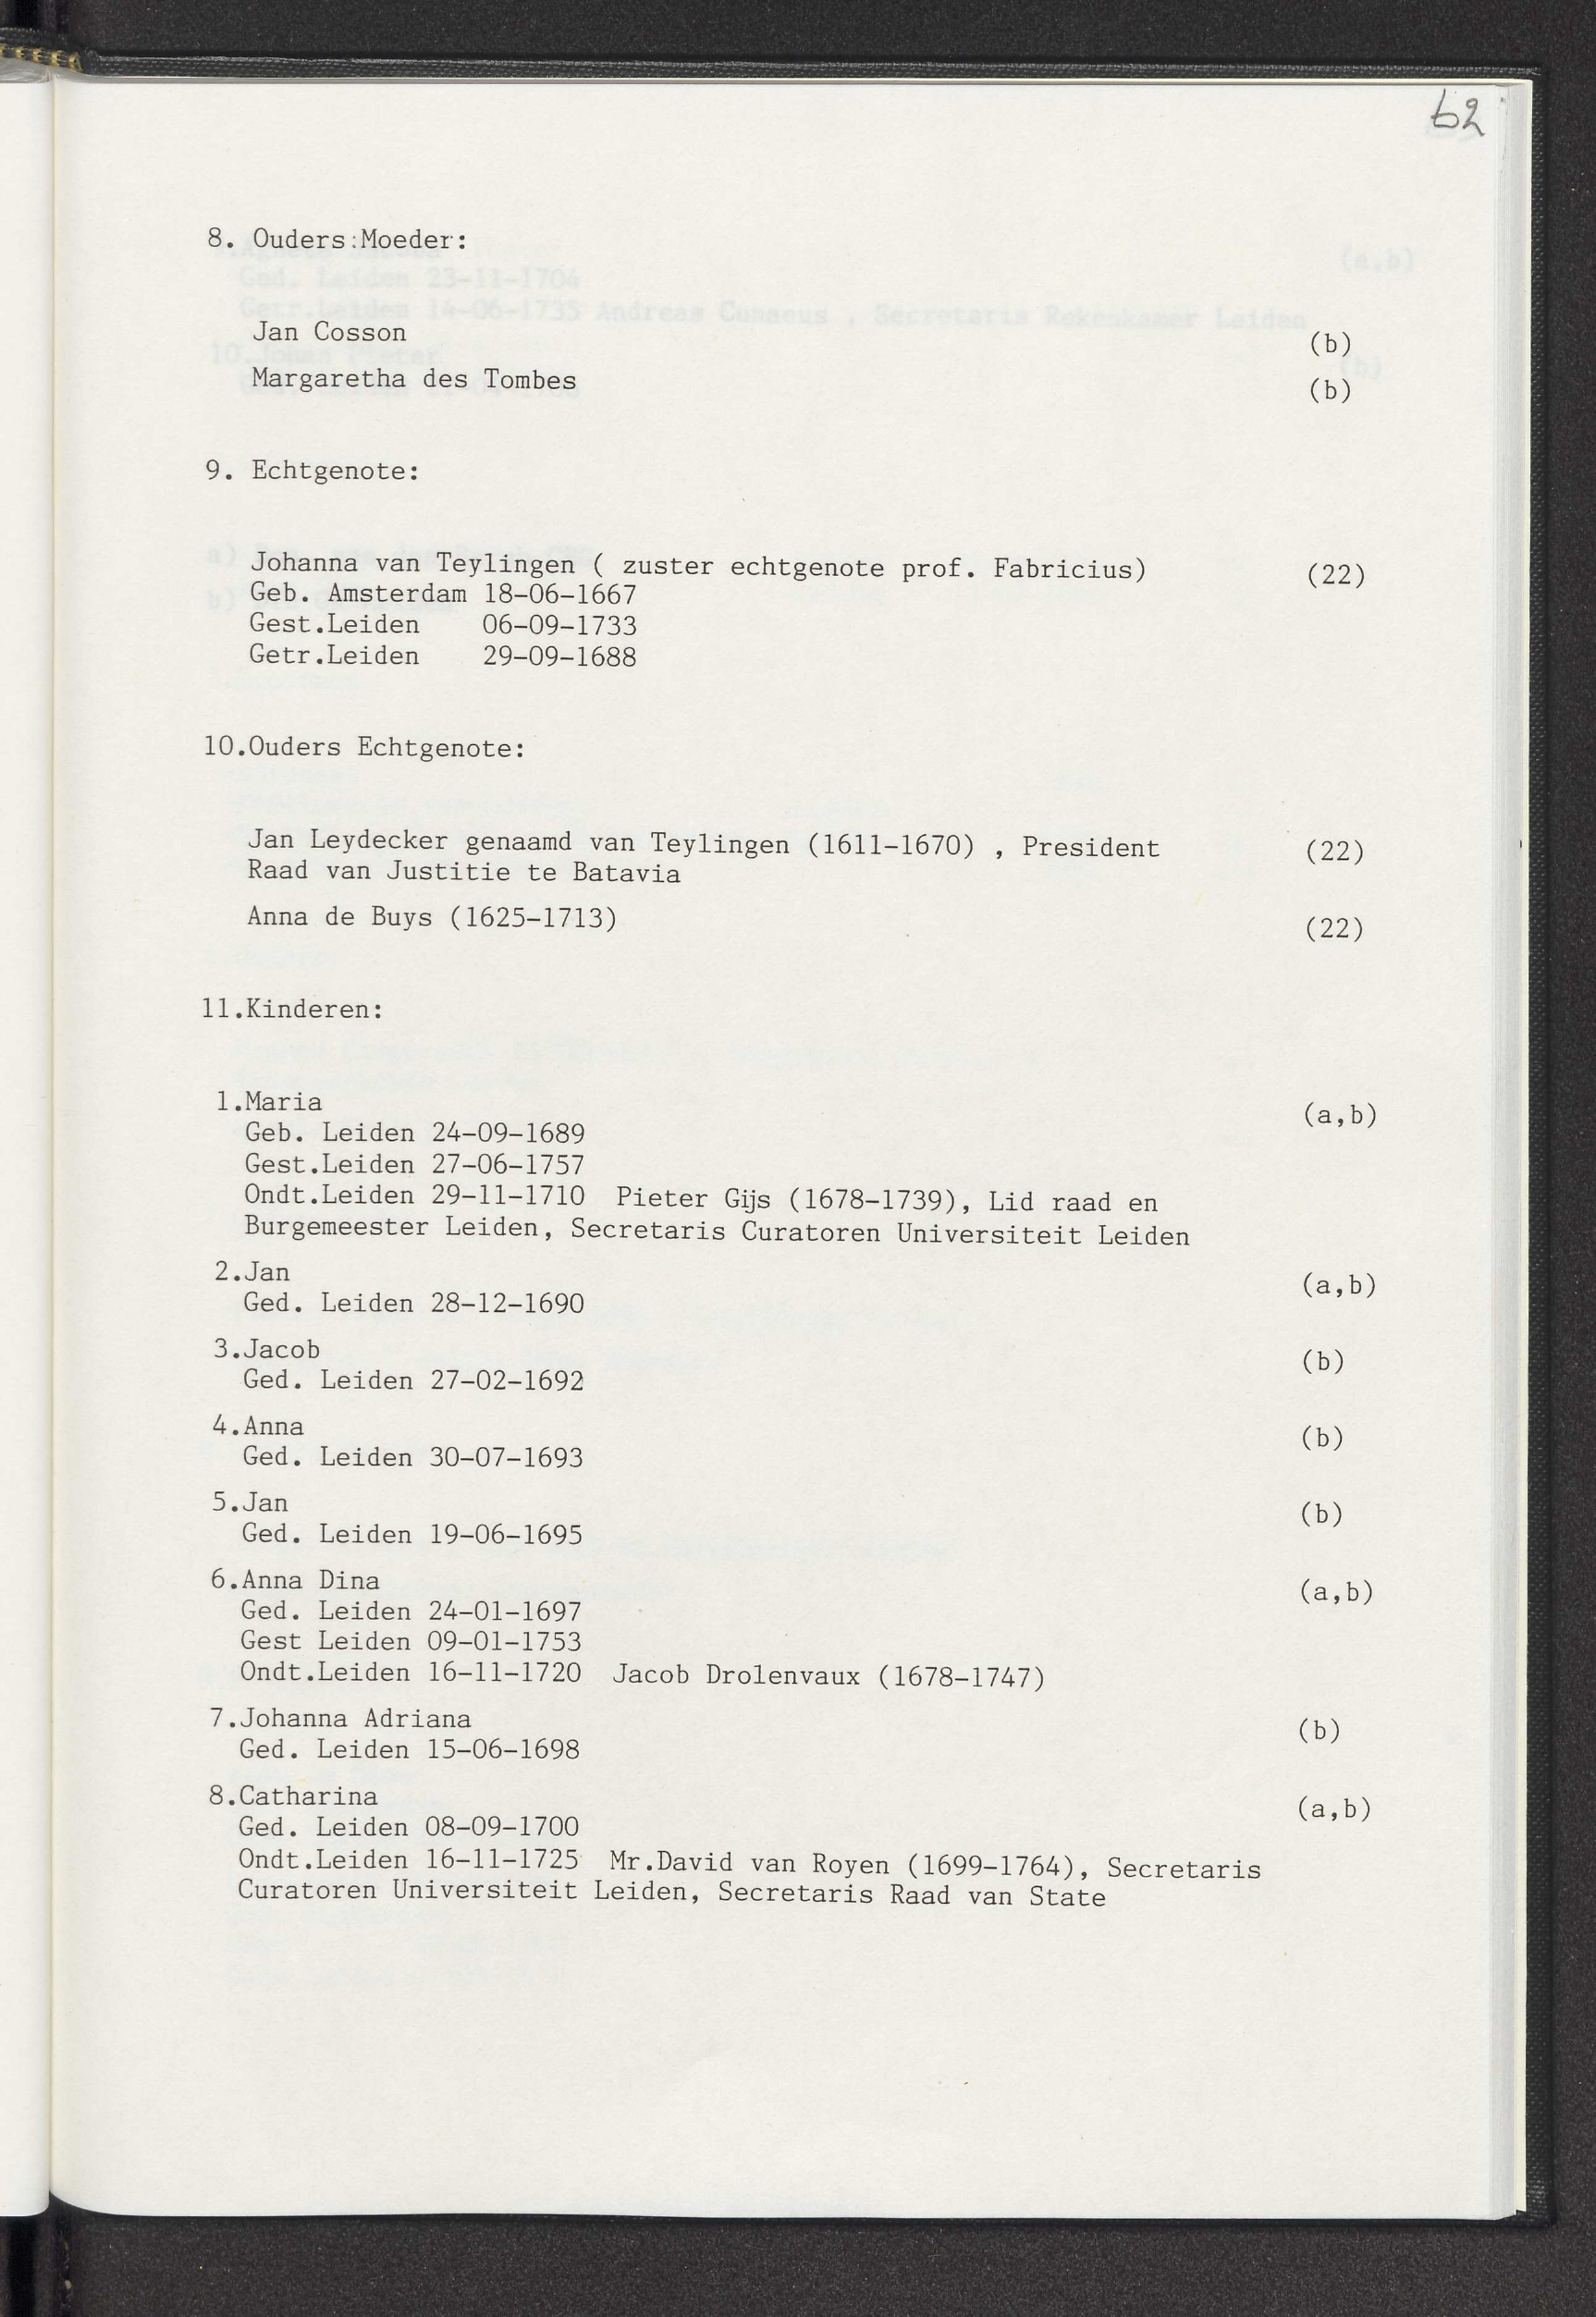 62
8. Ouders:Moeder:
Jan Cosson (b)
Margaretha des Tombes (b)
9. Echtgenote:
Johanna van Teylingen ( zuster echtgenote prof. Fabricius) (22)
Geb. Amsterdam 18-06-1667
Gest.Leiden 06-09-1733
Getr.Leiden 29-09-1688
10.Ouders Echtgenote:
Jan Leydecker genaamd van Teylingen (1611-1670) , President (22)
Raad van Justitie te Batavia
Anna de Buys (1625-1713) (22)
11.Kinderen:
1.Maria (a,b)
Geb. Leiden 24-09-1689
Gest.Leiden 27-06-1757
Ondt.Leiden 29-11-1710 Pieter Gijs (1678-1739), Lid raad en
Burgemeester Leiden, Secretaris Curatoren Universiteit Leiden
2.Jan (a,b)
Ged. Leiden 28-12-1690
3.Jacob (b)
Ged. Leiden 27-02-1692
4.Anna (b)
Ged. Leiden 30-07-1693
5.Jan (b)
Ged. Leiden 19-06-1695
6.Anna Dina (a,b)
Ged. Leiden 24-01-1697
Gest Leiden 09-01-1753
Ondt.Leiden 16-11-1720 Jacob Drolenvaux (1678-1747)
7.Johanna Adriana (b)
Ged. Leiden 15-06-1698
8.Catharina (a,b)
Ged. Leiden 08-09-1700
Ondt.Leiden 16-11-1725 Mr.David van Royen (1699-1764), Secretaris
Curatoren Universiteit Leiden, Secretaris Raad van State